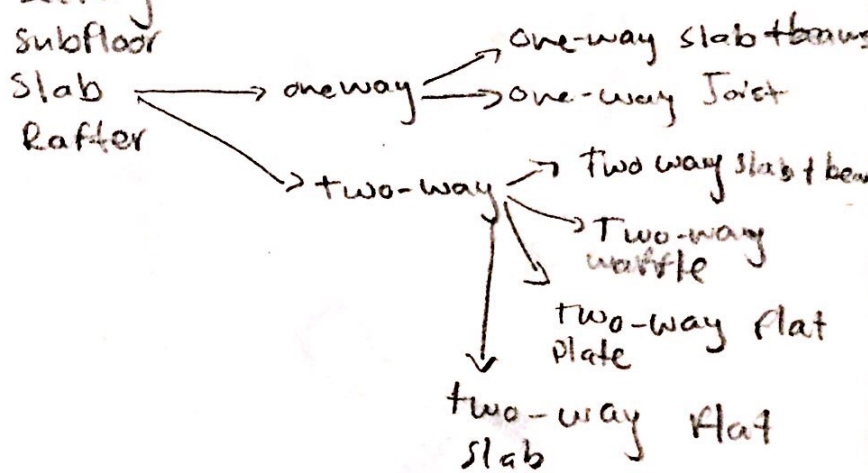 subfloor
Slab
Rafter
oneway
one-way slab + beams
one-way Joist
two-way
Two way slab + bea
Two-way
waffle
two-way flat
plate
two-way flat
slab